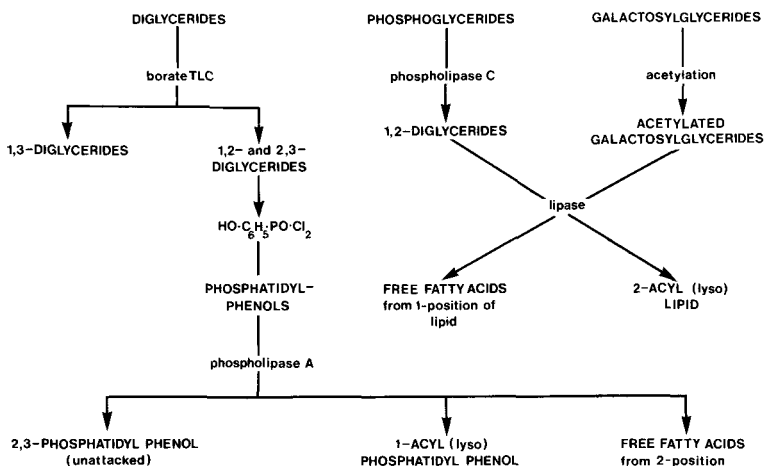 DIGLYCERIDES
borate TLC
1,3-DIGLYCERIDES
1,2- and 2,3-
DIGLYCERIDES
HO·C6H5·PO·Cl2
PHOSPHATIDYL-
PHENOLS
phospholipase A
2,3-PHOSPHATIDYL PHENOL
(unattacked)
1-ACYL (lyso)
PHOSPHATIDYL PHENOL
FREE FATTY ACIDS
from 2-position
PHOSPHOGLYCERIDES
phospholipase C
1,2-DIGLYCERIDES
GALACTOSYLGLYCERIDES
acetylation
ACETYLATED
GALACTOSYLGLYCERIDES
lipase
FREE FATTY ACIDS
from 1-position of
lipid
2-ACYL (lyso)
LIPID